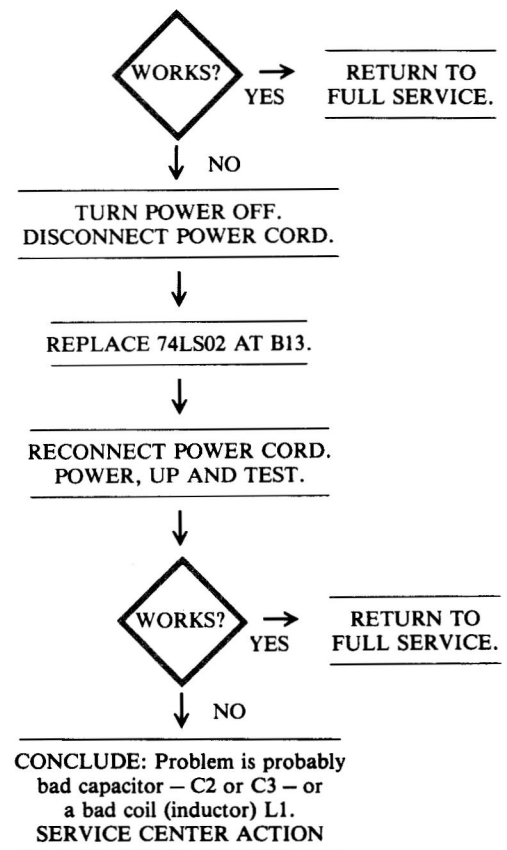 WORKS?
YES
RETURN TO
FULL SERVICE.
NO
TURN POWER OFF.
DISCONNECT POWER CORD.
REPLACE 74LS02 AT B13.
RECONNECT POWER CORD.
POWER, UP AND TEST.
WORKS?
YES
RETURN TO
FULL SERVICE.
NO
CONCLUDE: Problem is probably
bad capacitor – C2 or C3 – or
a bad coil (inductor) L1.
SERVICE CENTER ACTION